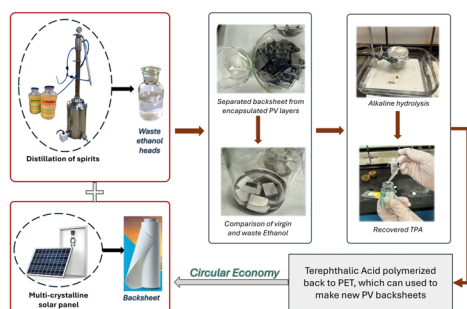 Waste
ethanol
heads
Distillation of spirits
Separated backsheet from
encapsulated PV layers
Comparison of virgin
and waste Ethanol
Alkaline hydrolysis
Recovered TPA
Multi-crystalline
solar panel
Backsheet
Circular Economy
Terephthalic Acid polymerized
back to PET, which can used to
make new PV backsheets